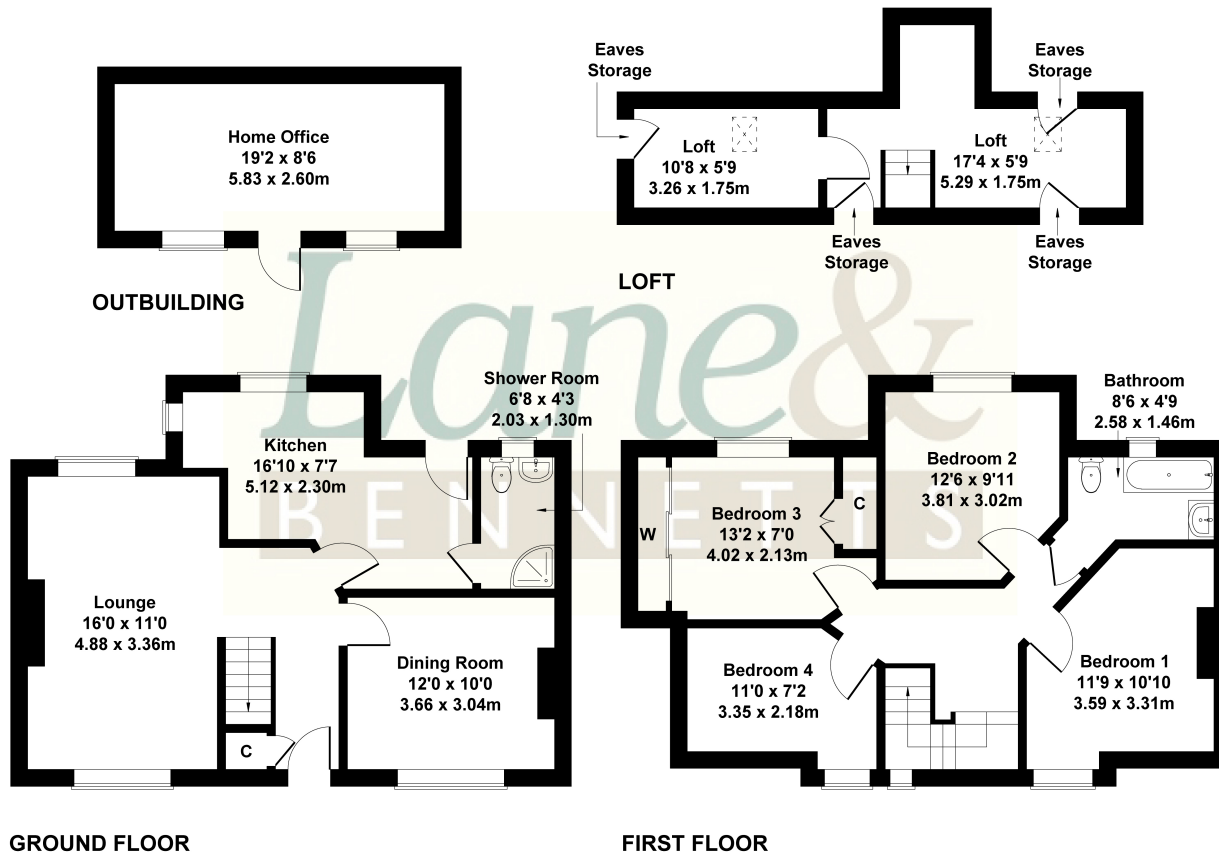 Home Office
19'2 x 8'6
5.83 x 2.60m
OUTBUILDING
Eaves
Storage
Loft
10'8 x 5'9
3.26 x 1.75m
Loft
17'4 x 5'9
5.29 x 1.75m
Eaves
Storage
Eaves
Storage
Eaves
Storage
LOFT
Lane&
BENNETTS
Kitchen
16'10 x 7'7
5.12 x 2.30m
Shower Room
6'8 x 4'3
2.03 x 1.30m
Lounge
16'0 x 11'0
4.88 x 3.36m
Dining Room
12'0 x 10'0
3.66 x 3.04m
C
GROUND FLOOR
Bathroom
8'6 x 4'9
2.58 x 1.46m
Bedroom 2
12'6 x 9'11
3.81 x 3.02m
W
Bedroom 3
13'2 x 7'0
4.02 x 2.13m
C
Bedroom 4
11'0 x 7'2
3.35 x 2.18m
Bedroom 1
11'9 x 10'10
3.59 x 3.31m
FIRST FLOOR